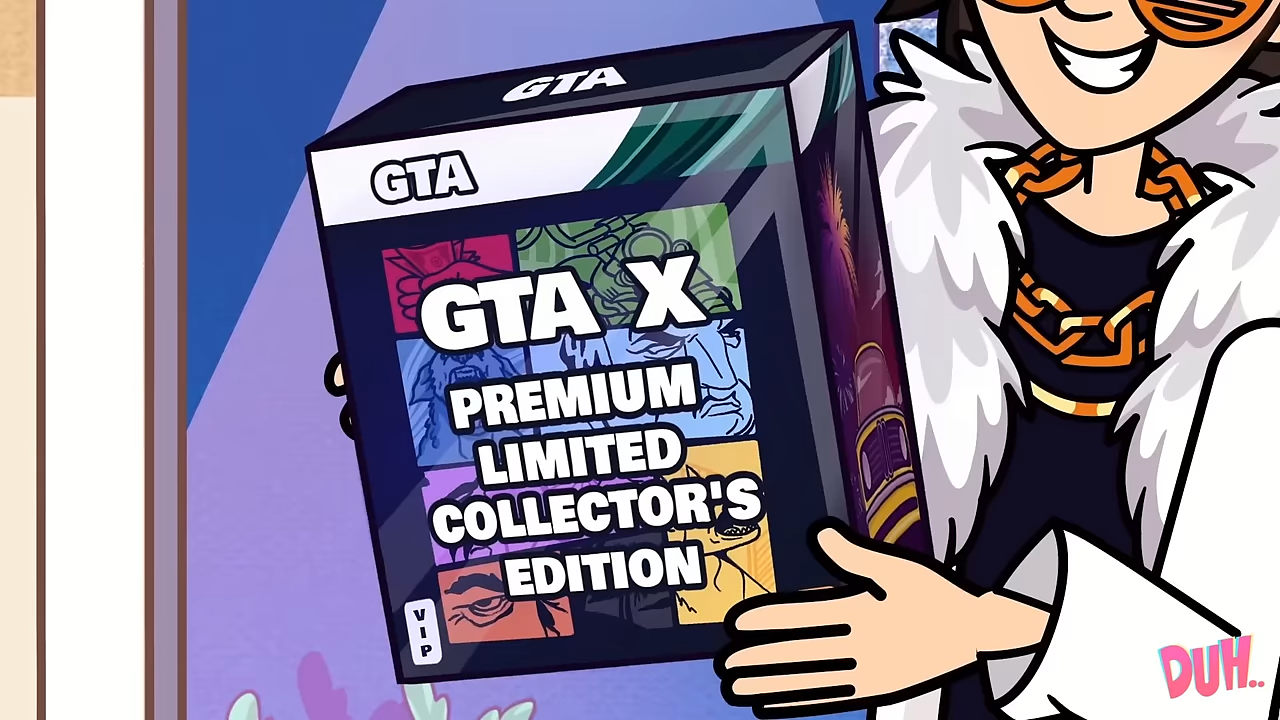 GTA
GTA
GTA X
PREMIUM
LIMITED
COLLECTOR'S
EDITION
VIP
DUH..